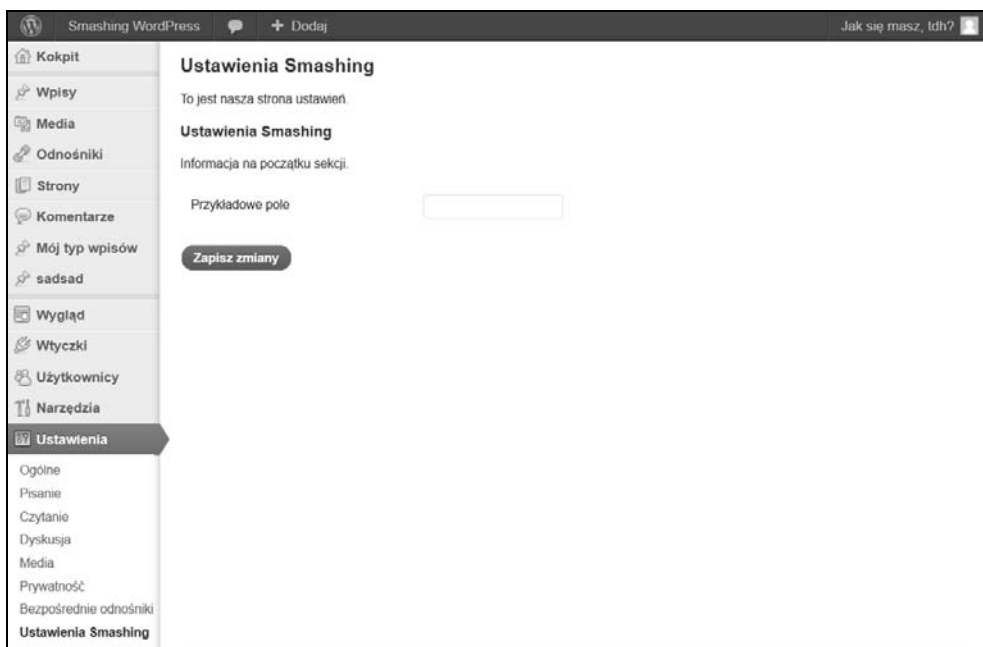 Smashing WordPress + Dodaj Jak się masz, tdh?
Kokpit
Wpisy
Media
Odnośniki
Strony
Komentarze
Mój typ wpisów
sadsad
Wygląd
Wtyczki
Użytkownicy
Narzędzia
Ustawienia
Ogólne
Pisanie
Czytanie
Dyskusja
Media
Prywatność
Bezpośrednie odnośniki
Ustawienia Smashing
Ustawienia Smashing
To jest nasza strona ustawień.
Ustawienia Smashing
Informacja na początku sekcji.
Przykładowe pole
Zapisz zmiany